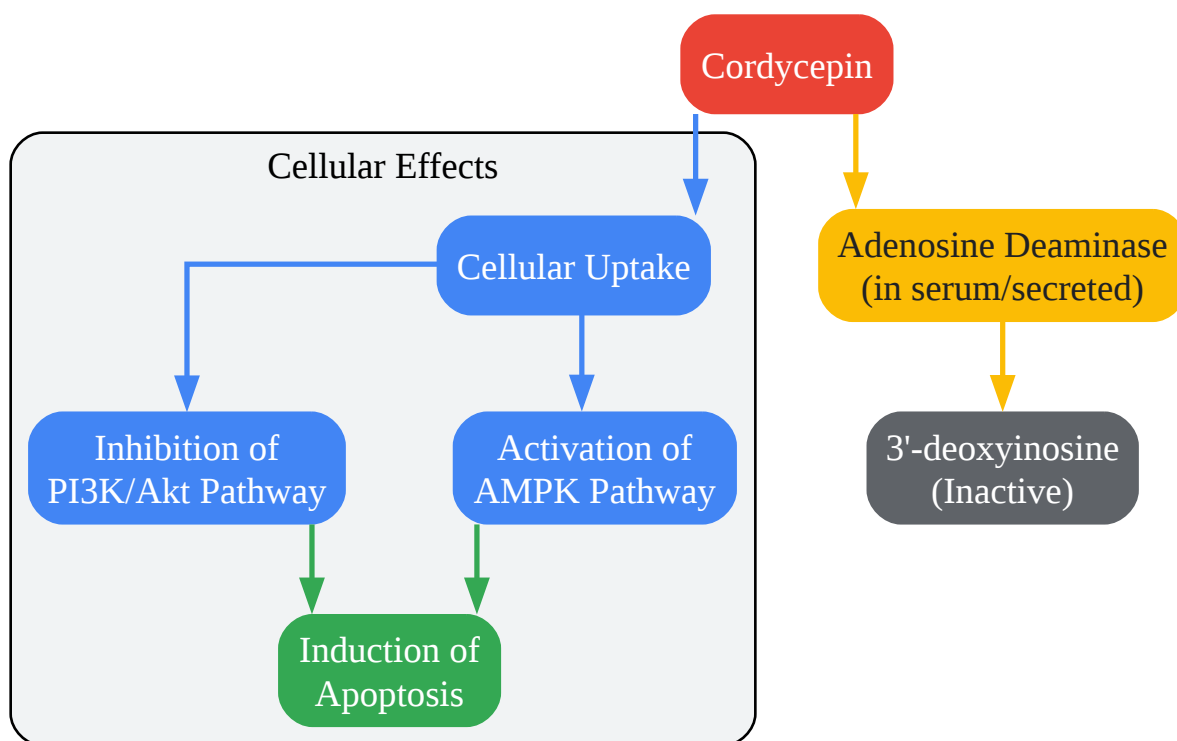 Cordycepin
Cellular Effects
Cellular Uptake
Adenosine Deaminase
(in serum/secreted)
Inhibition of
PI3K/Akt Pathway
Activation of
AMPK Pathway
3'-deoxyinosine
(Inactive)
Induction of
Apoptosis